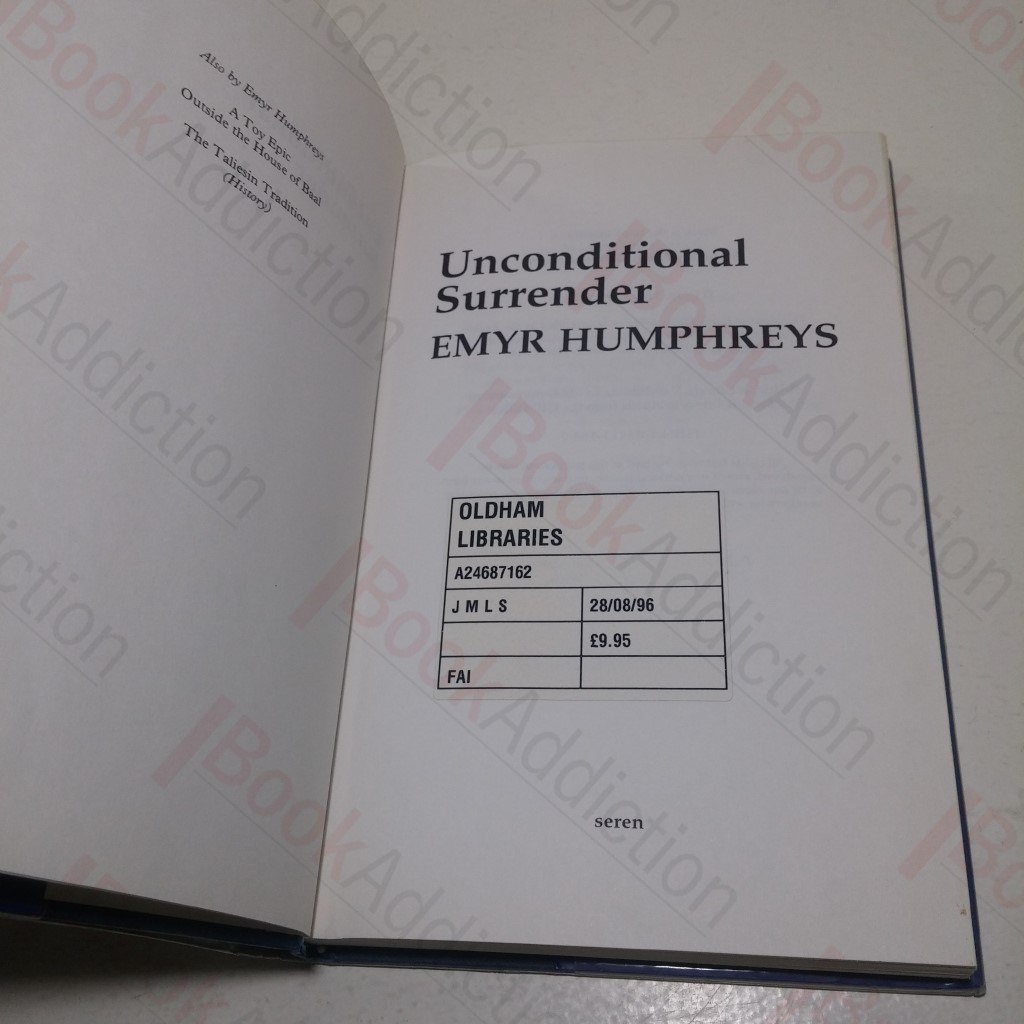 Also by Emyr Humphreys
A Toy Epic
Outside the House of Baal
The Taliesin Tradition
(History)
Unconditional
Surrender
EMYR HUMPHREYS
OLDHAM
LIBRARIES
A24687162
J M L S
28/08/96
£9.95
FAI
seren
BookAddiction